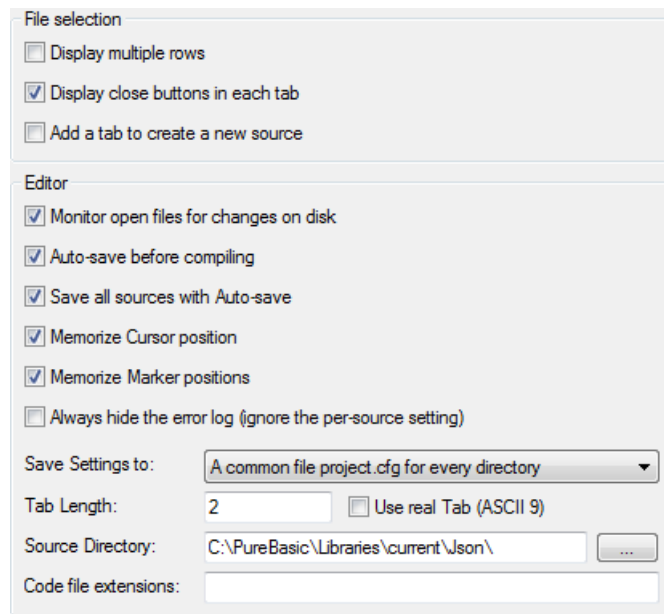 File selection
Display multiple rows
Display close buttons in each tab
Add a tab to create a new source
Editor
Monitor open files for changes on disk
Auto-save before compiling
Save all sources with Auto-save
Memorize Cursor position
Memorize Marker positions
Always hide the error log (ignore the per-source setting)
Save Settings to: A common file project.cfg for every directory
Tab Length: 2 Use real Tab (ASCII 9)
Source Directory: C:\PureBasic\Libraries\current\Json\ ...
Code file extensions: